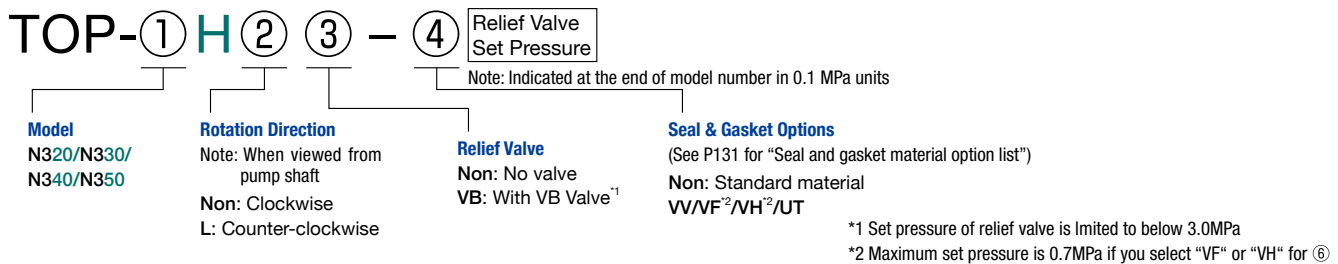 TOP-①H②③–④ Relief Valve
Set Pressure
Note: Indicated at the end of model number in 0.1 MPa units
Model
N320/N330/
N340/N350
Rotation Direction
Note: When viewed from
pump shaft
Non: Clockwise
L: Counter-clockwise
Relief Valve
Non: No valve
VB: With VB Valve*1
Seal & Gasket Options
(See P131 for “Seal and gasket material option list”)
Non: Standard material
VV/VF*2/VH*2/UT
*1 Set pressure of relief valve is lmited to below 3.0MPa
*2 Maximum set pressure is 0.7MPa if you select “VF“ or “VH“ for ⑥